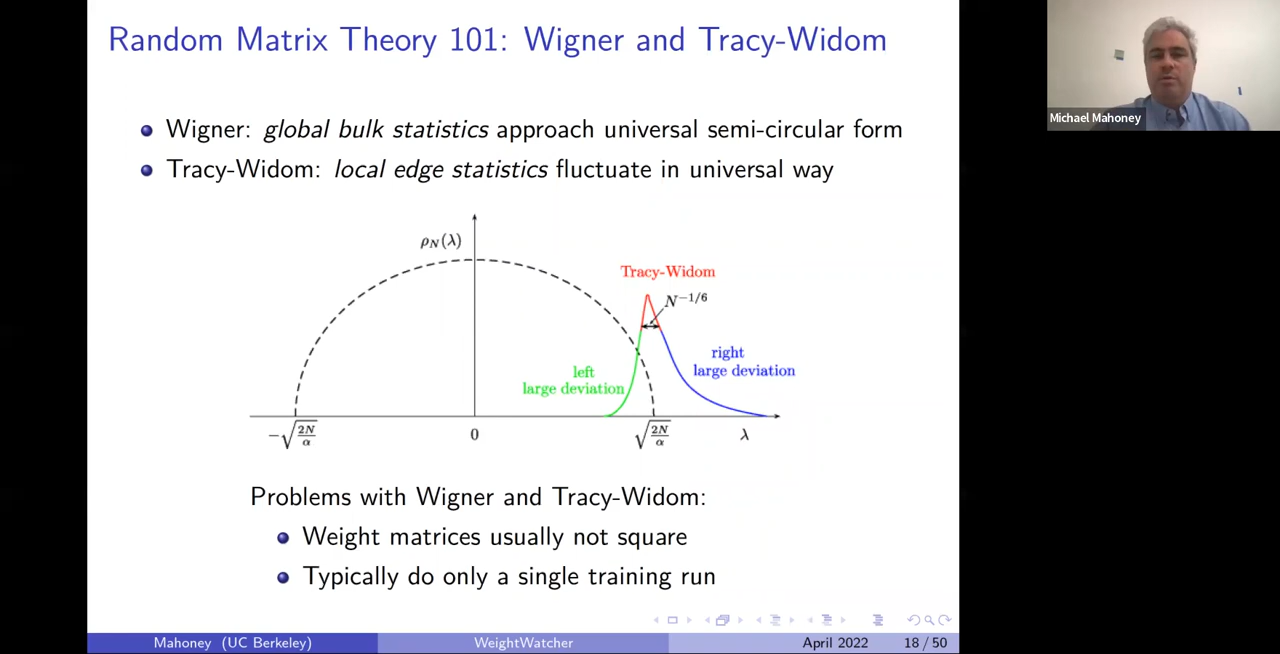 Random Matrix Theory 101: Wigner and Tracy-Widom
Michael Mahoney
Wigner: global bulk statistics approach universal semi-circular form
Tracy-Widom: local edge statistics fluctuate in universal way
ρN(λ)
Tracy-Widom
N−1/6
left
large deviation
right
large deviation
−√2N/α
0
√2N/α
λ
Problems with Wigner and Tracy-Widom:
Weight matrices usually not square
Typically do only a single training run
Mahoney (UC Berkeley)
WeightWatcher
April 2022
18 / 50